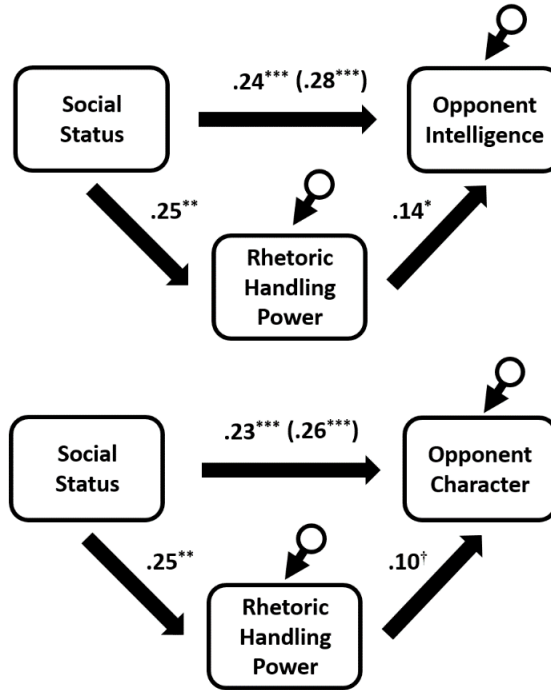 .24*** (.28***)
Social
Status
Opponent
Intelligence
.25**
.14*
Rhetoric
Handling
Power
.23*** (.26***)
Social
Status
Opponent
Character
.25**
.10†
Rhetoric
Handling
Power